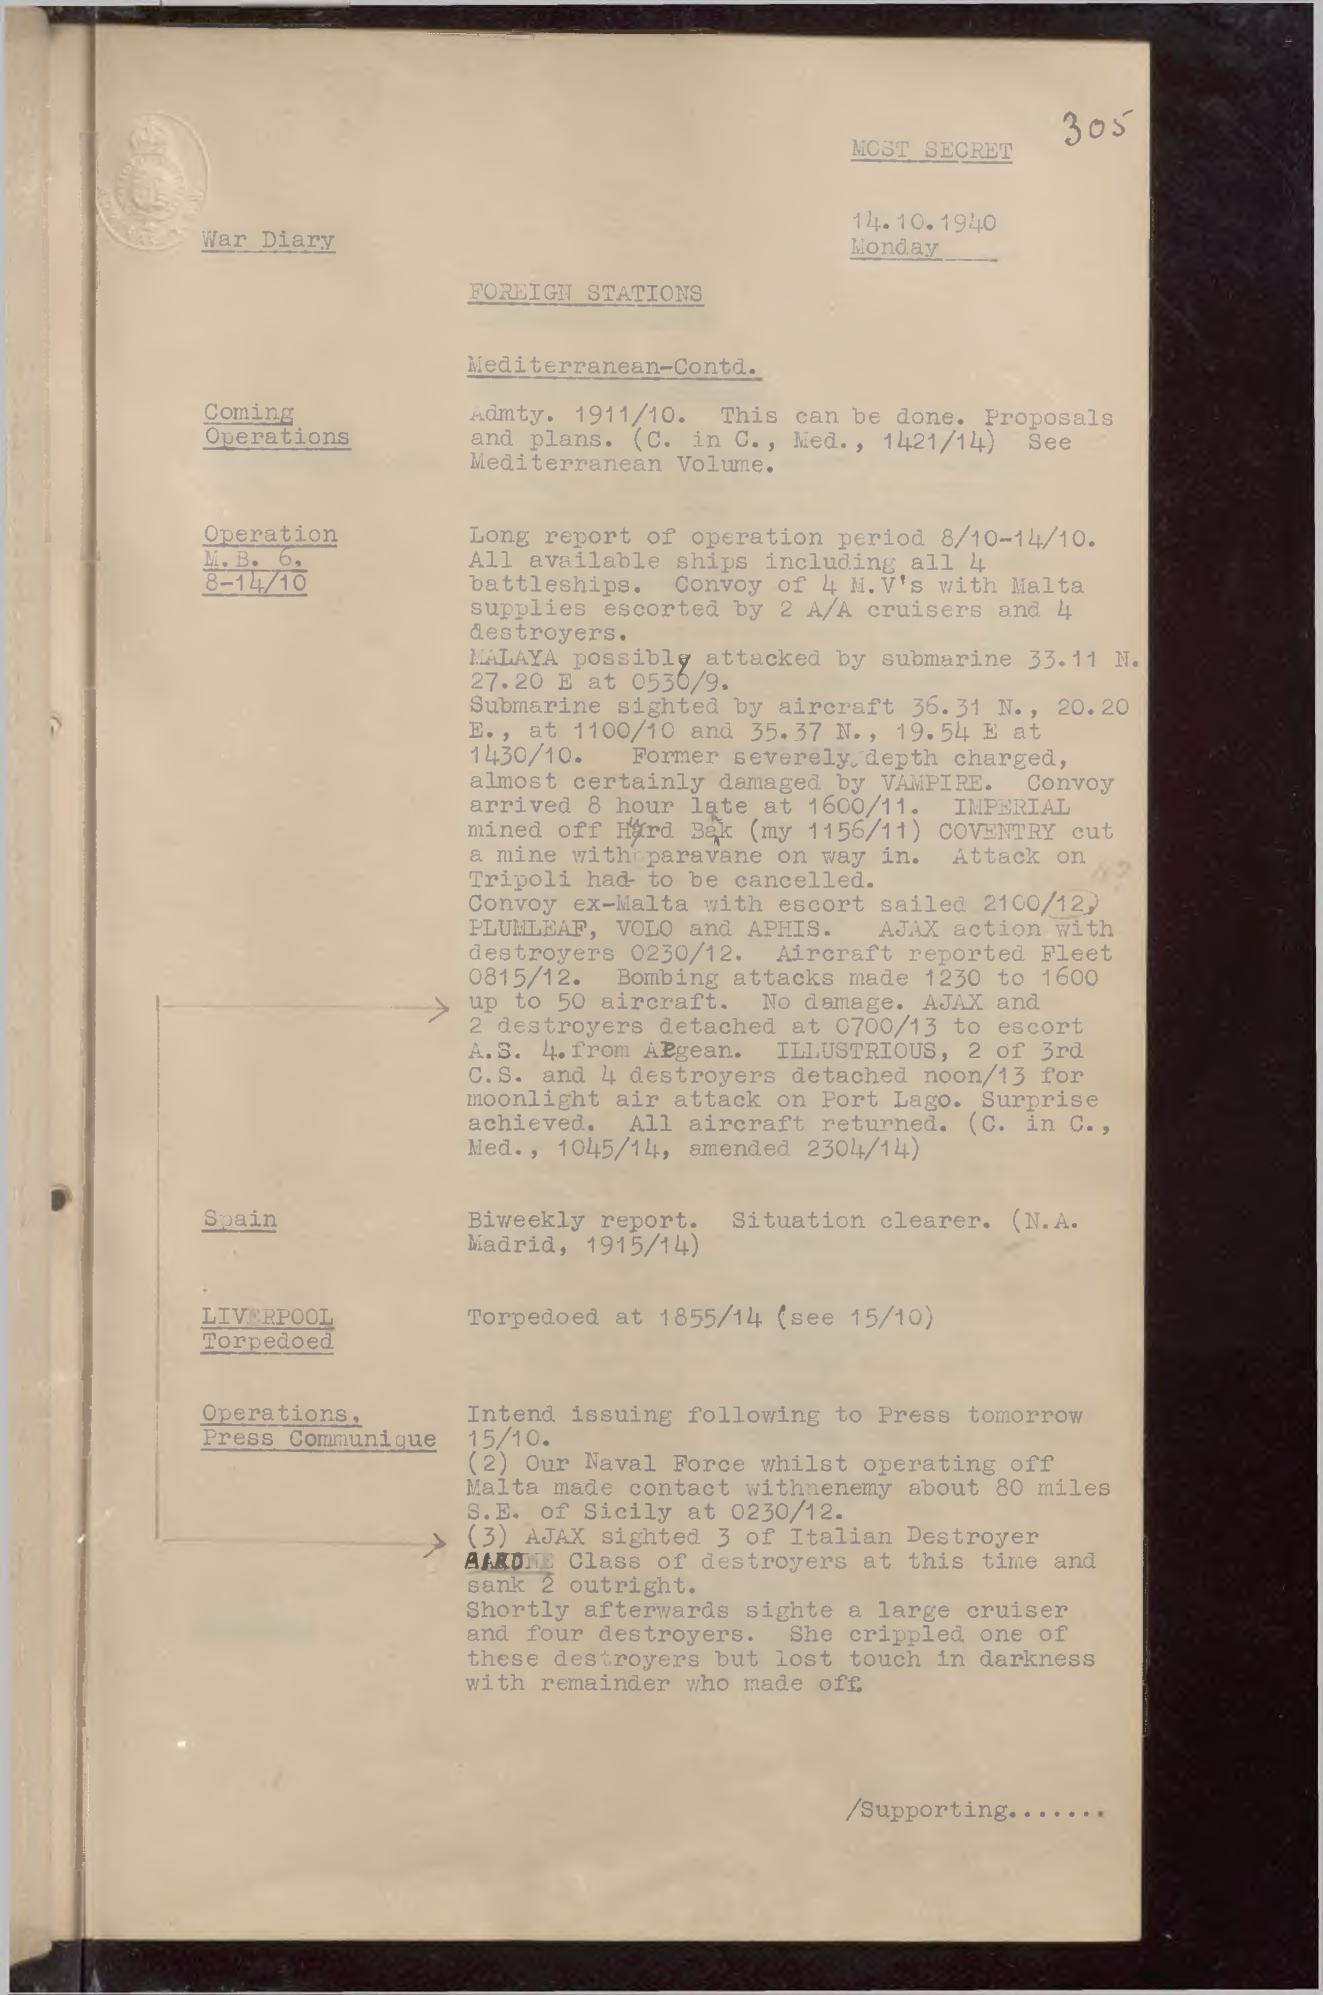 305
MOST SECRET
14.10.1940
Monday
War Diary
FOREIGN STATIONS
Mediterranean-Contd.
Coming
Operations
Admty. 1911/10. This can be done. Proposals
and plans. (C. in C., Med., 1421/14) See
Mediterranean Volume.
Operation
M.B. 6.
8-14/10
Long report of operation period 8/10-14/10.
All available ships including all 4
battleships. Convoy of 4 M.V's with Malta
supplies escorted by 2 A/A cruisers and 4
destroyers.
MALAYA possibly attacked by submarine 33.11 N.
27.20 E at 0530/9.
Submarine sighted by aircraft 36.31 N., 20.20
E., at 1100/10 and 35.37 N., 19.54 E at
1430/10. Former severely depth charged,
almost certainly damaged by VAMPIRE. Convoy
arrived 8 hour late at 1600/11. IMPERIAL
mined off Hurd Bak (my 1156/11) COVENTRY cut
a mine with paravane on way in. Attack on
Tripoli had to be cancelled.
Convoy ex-Malta with escort sailed 2100/12,
PLUMLEAF, VOLO and APHIS. AJAX action with
destroyers 0230/12. Aircraft reported Fleet
0815/12. Bombing attacks made 1230 to 1600
up to 50 aircraft. No damage. AJAX and
2 destroyers detached at 0700/13 to escort
A.S. 4. from AEgean. ILLUSTRIOUS, 2 of 3rd
C.S. and 4 destroyers detached noon/13 for
moonlight air attack on Port Lago. Surprise
achieved. All aircraft returned. (C. in C.,
Med., 1045/14, amended 2304/14)
Spain
Biweekly report. Situation clearer. (N.A.
Madrid, 1915/14)
LIVERPOOL
Torpedoed
Torpedoed at 1855/14 (see 15/10)
Operations,
Press Communique
Intend issuing following to Press tomorrow
15/10.
(2) Our Naval Force whilst operating off
Malta made contact withnenemy about 80 miles
S.E. of Sicily at 0230/12.
(3) AJAX sighted 3 of Italian Destroyer
AIRONE Class of destroyers at this time and
sank 2 outright.
Shortly afterwards sighte a large cruiser
and four destroyers. She crippled one of
these destroyers but lost touch in darkness
with remainder who made off.
/Supporting.......